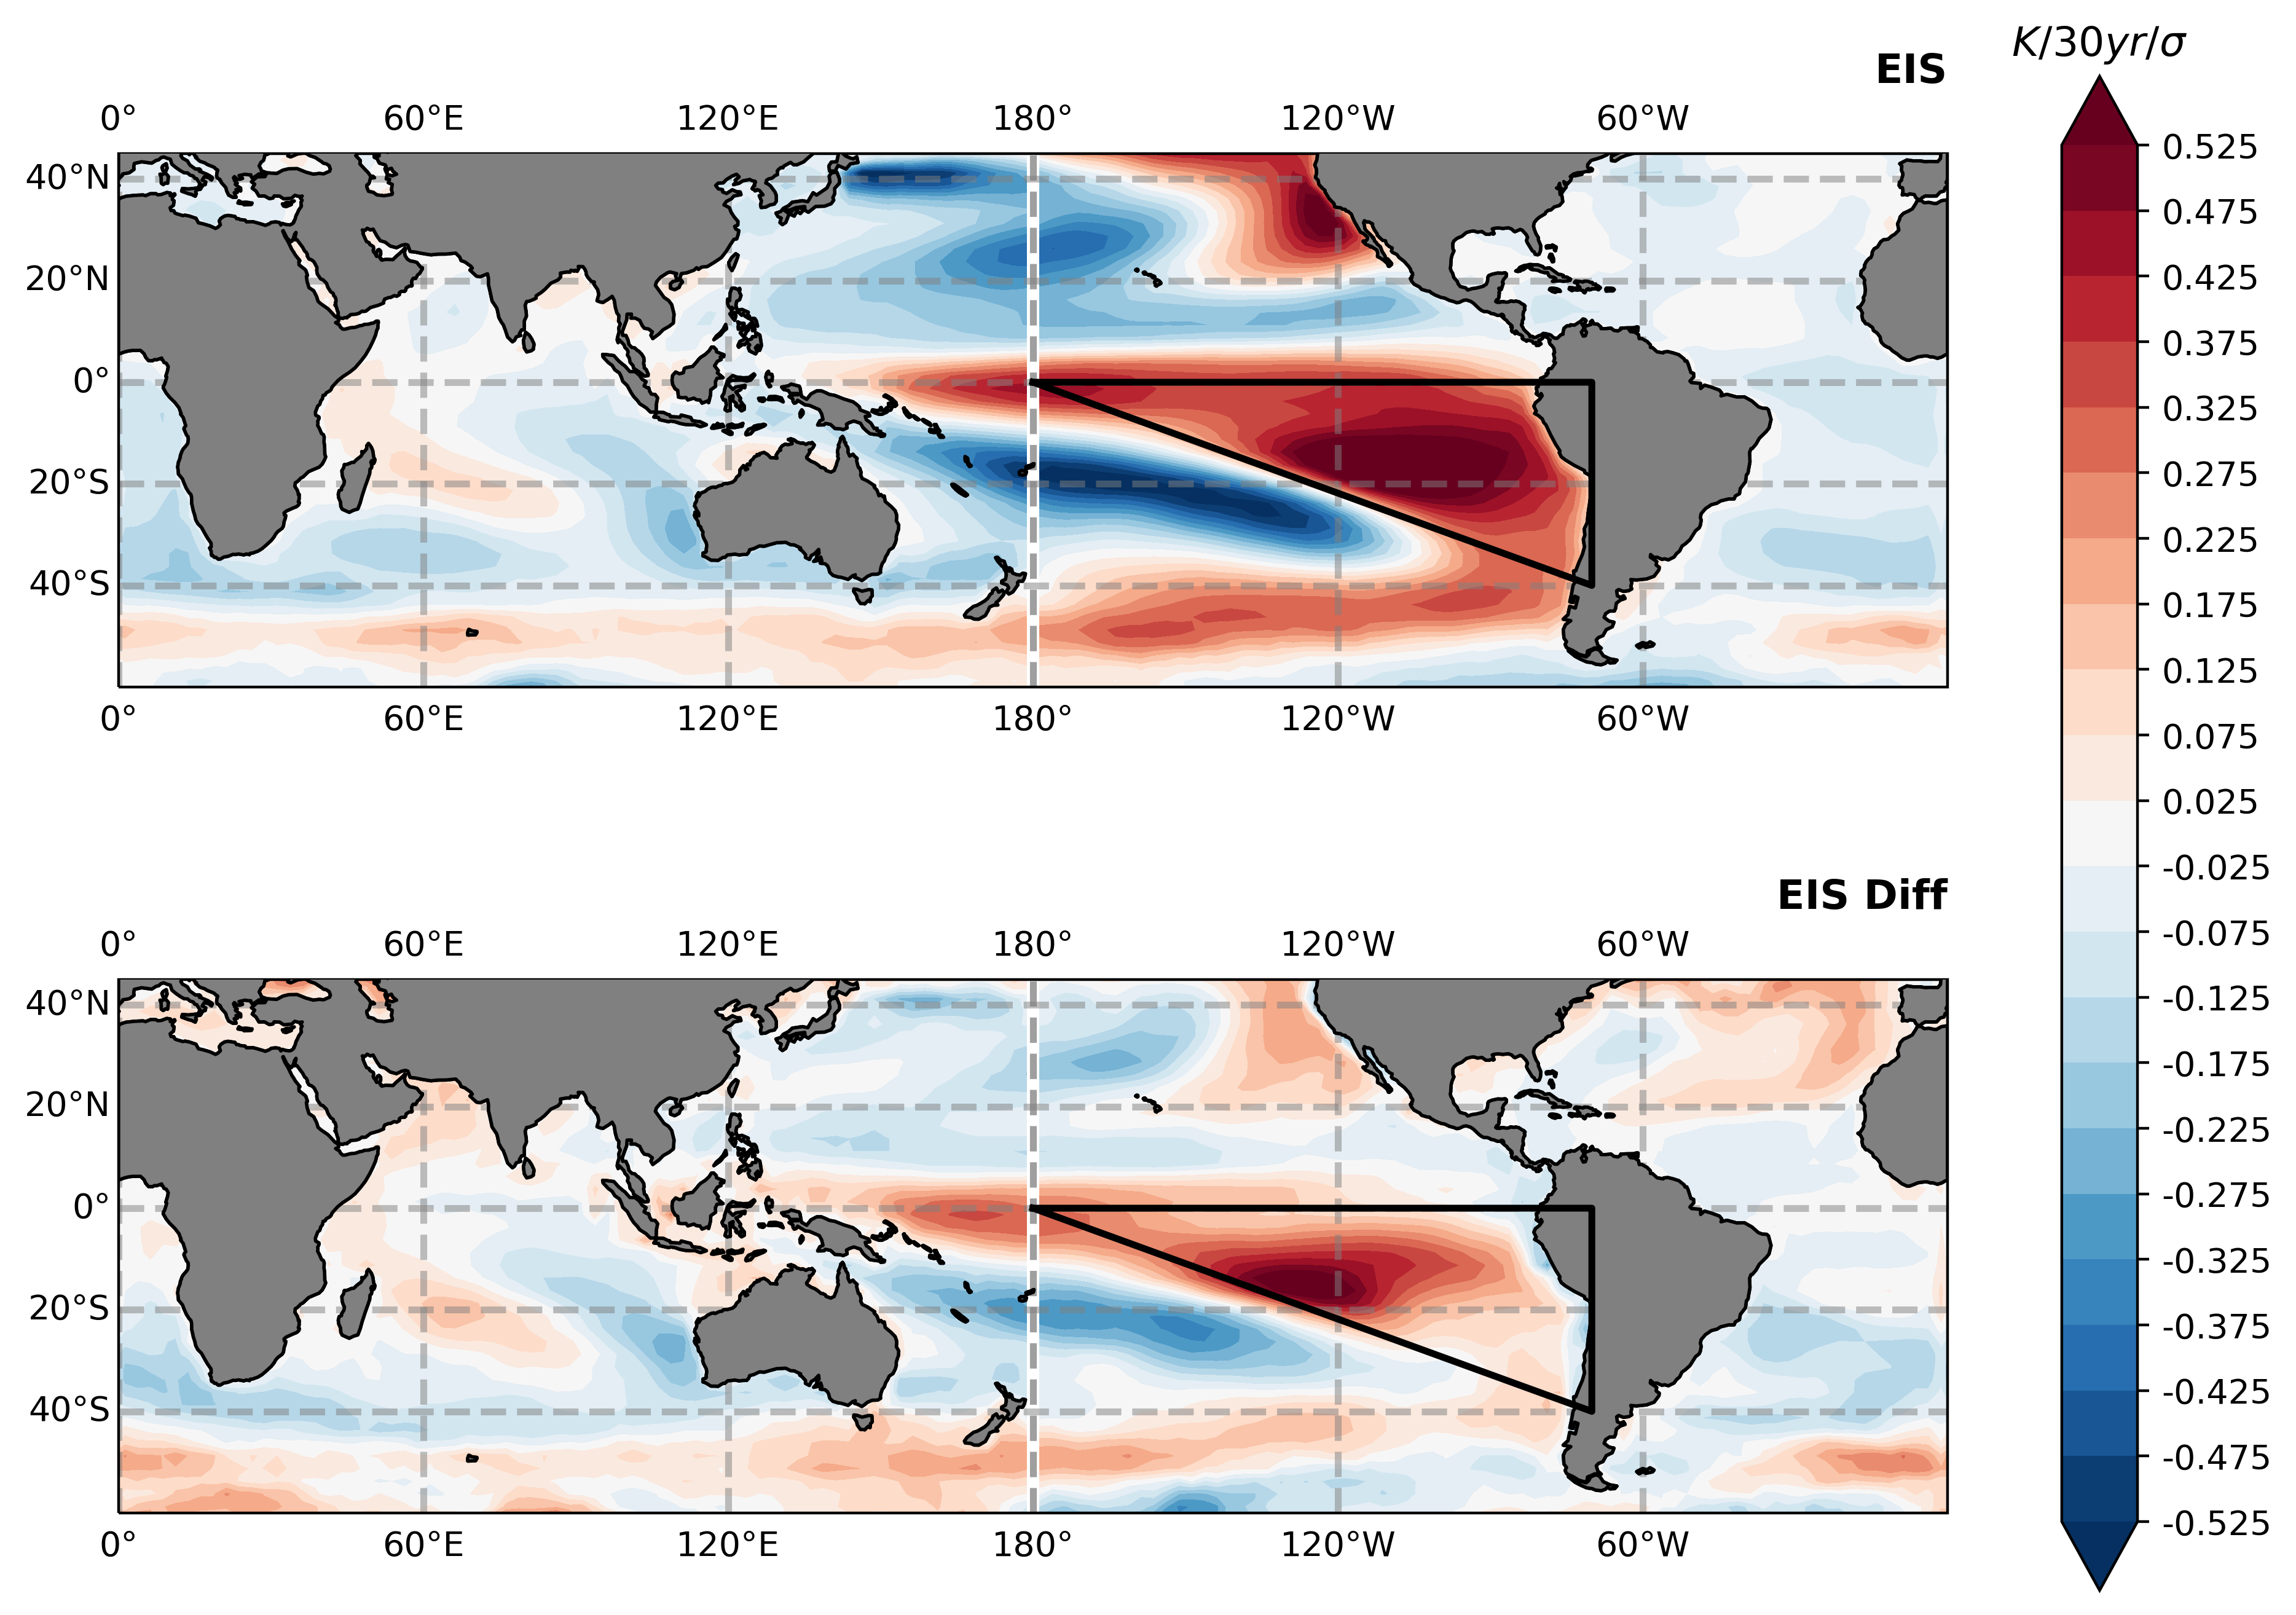 K/30yr/σ
EIS
0° 60°E 120°E 180° 120°W 60°W
40°N
20°N
0°
20°S
40°S
0° 60°E 120°E 180° 120°W 60°W
EIS Diff
0° 60°E 120°E 180° 120°W 60°W
40°N
20°N
0°
20°S
40°S
0° 60°E 120°E 180° 120°W 60°W
0.525
0.475
0.425
0.375
0.325
0.275
0.225
0.175
0.125
0.075
0.025
-0.025
-0.075
-0.125
-0.175
-0.225
-0.275
-0.325
-0.375
-0.425
-0.475
-0.525